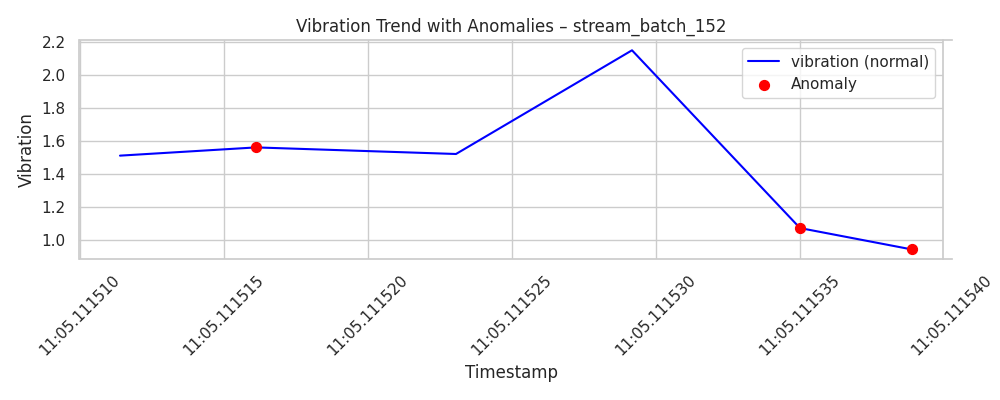 Vibration Trend with Anomalies – stream_batch_152
vibration (normal)
Anomaly
Vibration
2.2
2.0
1.8
1.6
1.4
1.2
1.0
11:05.111510
11:05.111515
11:05.111520
11:05.111525
11:05.111530
11:05.111535
11:05.111540
Timestamp